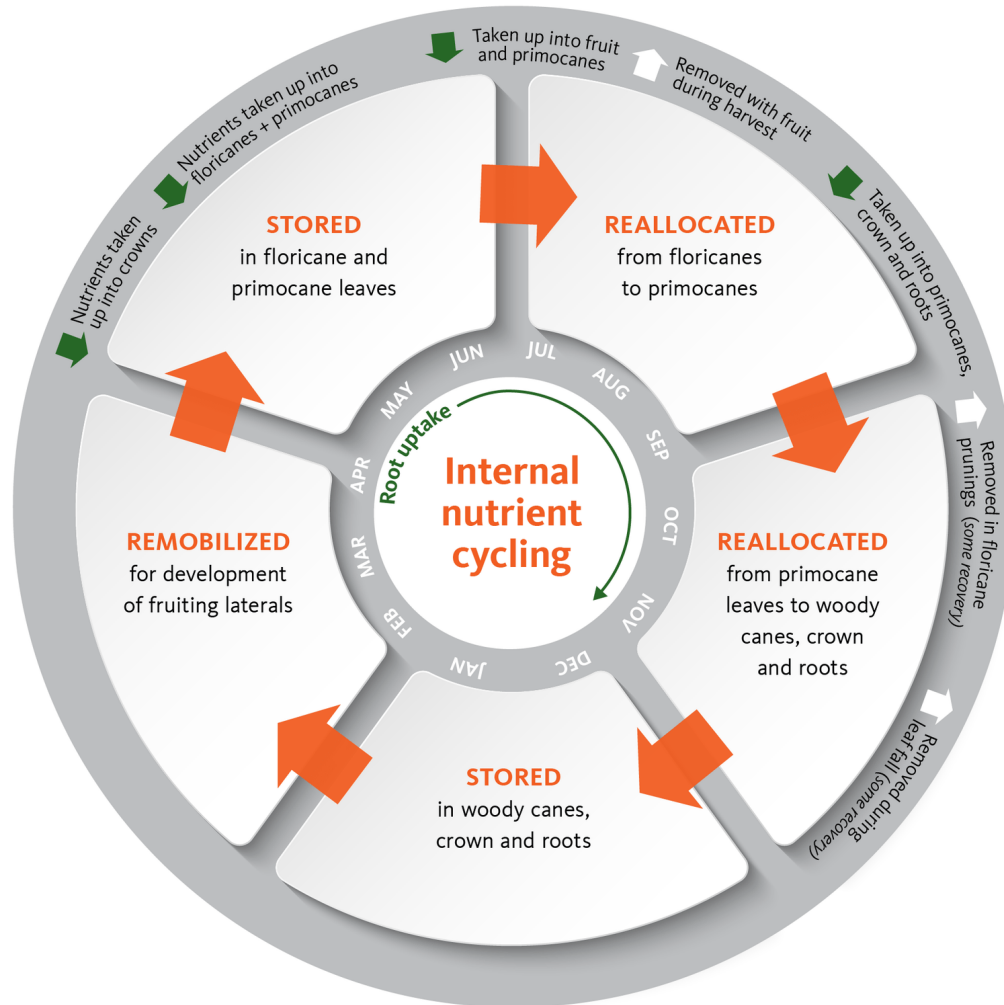 Internal
nutrient
cycling
Root uptake
JAN
FEB
MAR
APR
MAY
JUN
JUL
AUG
SEP
OCT
NOV
DEC
STORED
in floricane and
primocane leaves
REALLOCATED
from floricanes
to primocanes
REALLOCATED
from primocane
leaves to woody
canes, crown
and roots
STORED
in woody canes,
crown and roots
REMOBILIZED
for development
of fruiting laterals
Nutrients taken
up into crowns
Nutrients taken up into
floricanes + primocanes
Taken up into fruit
and primocanes
Removed with fruit
during harvest
Taken up into primocanes,
crown and roots
Removed in floricane
prunings (some recovery)
Removed during
leaf fall (some recovery)